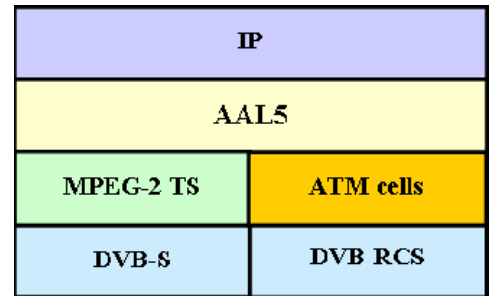 IP
AAL5
MPEG-2 TS
ATM cells
DVB-S
DVB RCS